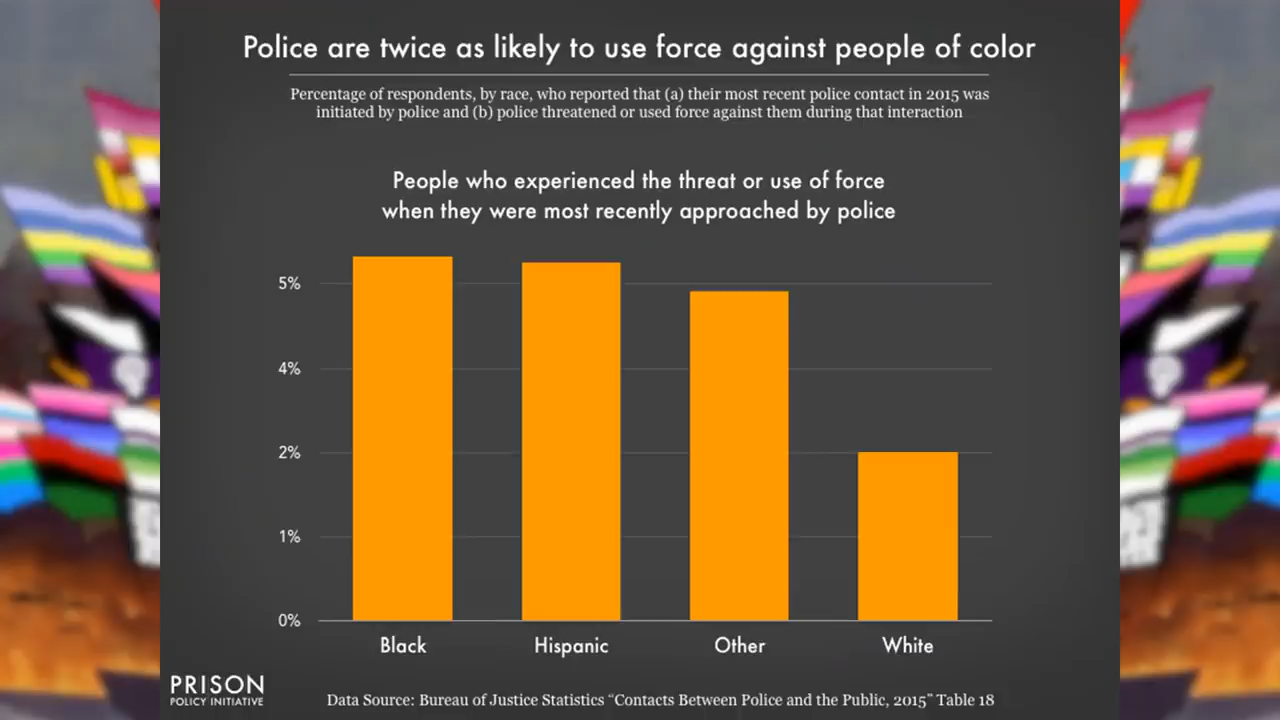 Police are twice as likely to use force against people of color
Percentage of respondents, by race, who reported that (a) their most recent police contact in 2015 was
initiated by police and (b) police threatened or used force against them during that interaction
People who experienced the threat or use of force
when they were most recently approached by police
5%
4%
2%
1%
0%
Black Hispanic Other White
PRISON
POLICY INITIATIVE
Data Source: Bureau of Justice Statistics “Contacts Between Police and the Public, 2015” Table 18